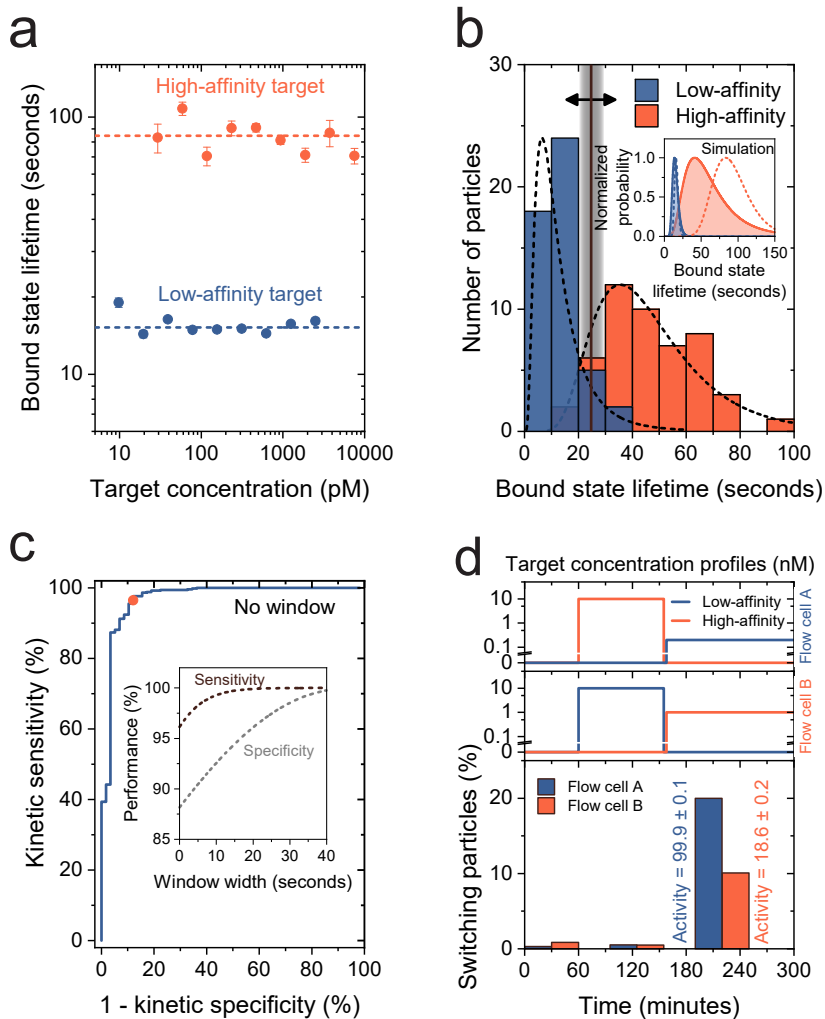 a
High-affinity target
Low-affinity target
Bound state lifetime (seconds)
100
10
10
100
1000
10000
Target concentration (pM)
b
Low-affinity
High-affinity
Number of particles
30
20
10
0
0
20
40
60
80
100
Bound state lifetime (seconds)
Simulation
Normalized
probability
1.0
0.5
0.0
0
50
100
150
Bound state
lifetime (seconds)
c
No window
Kinetic sensitivity (%)
100
80
60
40
20
0
0
20
40
60
80
100
1 - kinetic specificity (%)
Sensitivity
Specificity
Performance (%)
100
95
90
85
0
10
20
30
40
Window width (seconds)
d
Target concentration profiles (nM)
10
1
0.1
0
Low-affinity
High-affinity
Flow cell A
10
1
0.1
0
Flow cell B
Switching particles (%)
20
10
0
Flow cell A
Flow cell B
Activity = 99.9 ± 0.1
Activity = 18.6 ± 0.2
0
60
120
180
240
300
Time (minutes)